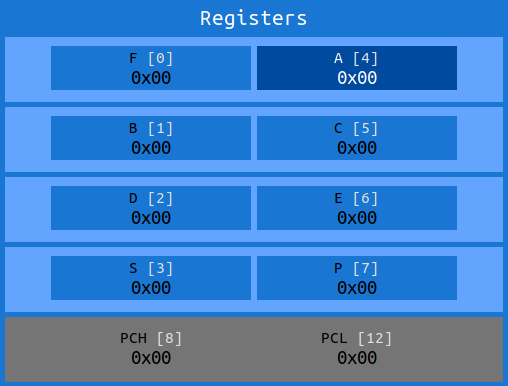 Registers
F [0] A [4]
0x00 0x00
B [1] C [5]
0x00 0x00
D [2] E [6]
0x00 0x00
S [3] P [7]
0x00 0x00
PCH [8] PCL [12]
0x00 0x00